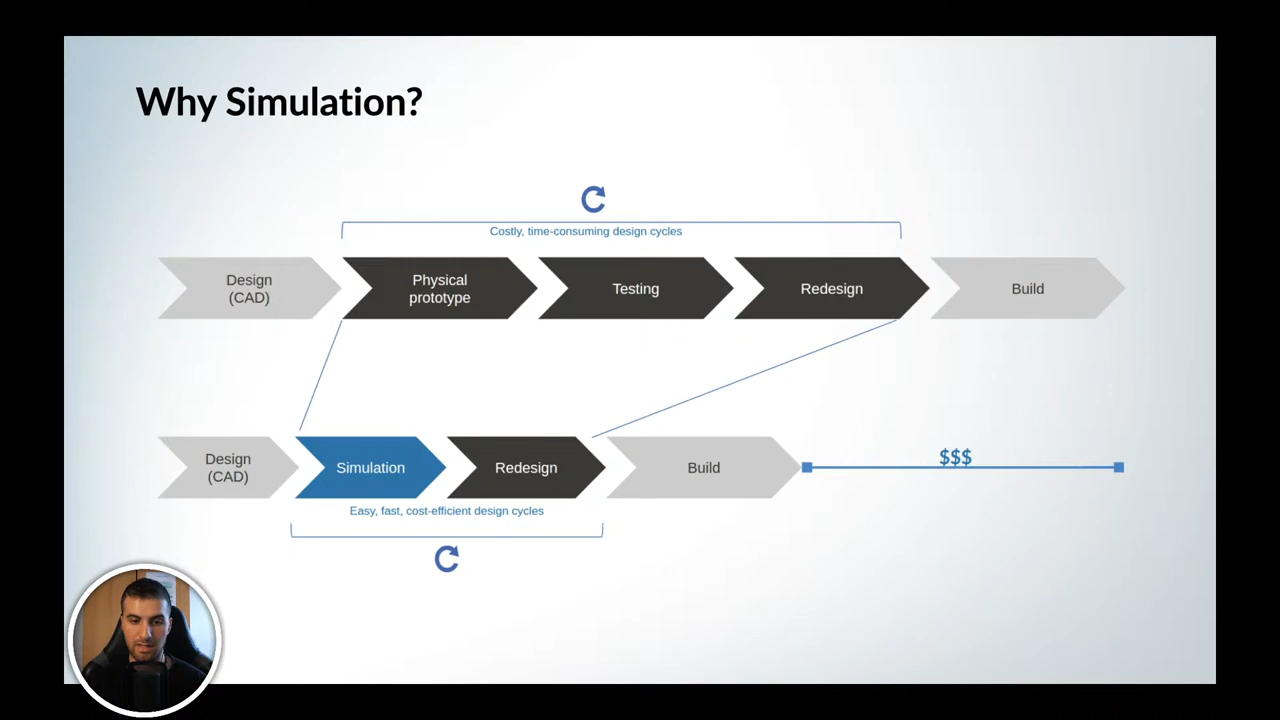 Why Simulation?
Costly, time-consuming design cycles
Design
(CAD)
Physical
prototype
Testing
Redesign
Build
Design
(CAD)
Simulation
Redesign
Build
$$$
Easy, fast, cost-efficient design cycles